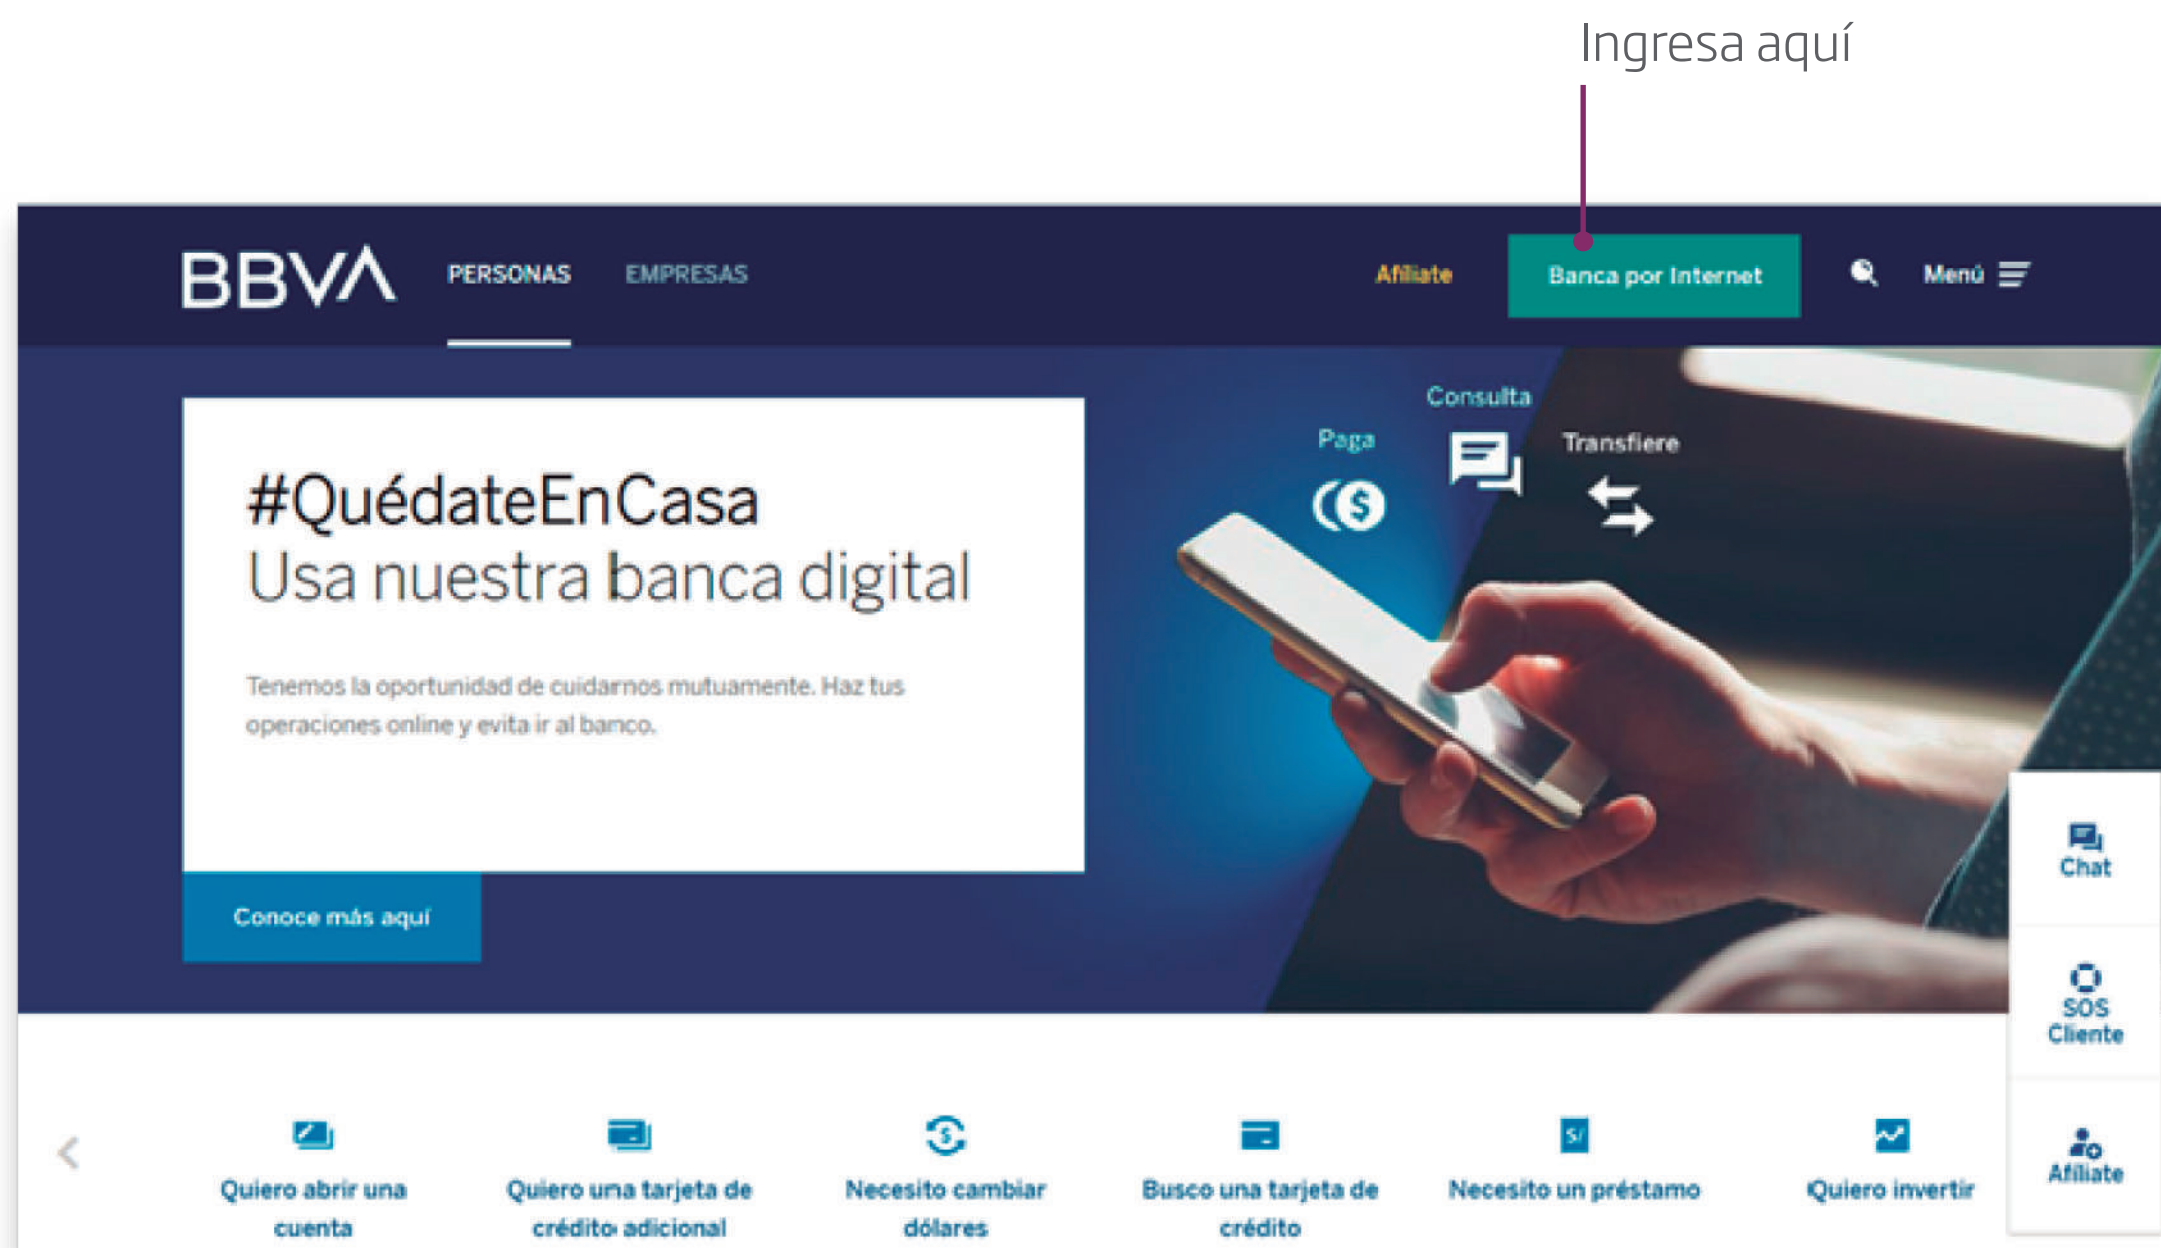 Ingresa aquí
BBVA PERSONAS EMPRESAS Afíliate Banca por Internet Menú
Consulta
Paga Transfiere
#QuédateEnCasa
Usa nuestra banca digital
Tenemos la oportunidad de cuidarnos mutuamente. Haz tus
operaciones online y evita ir al banco.
Conoce más aquí
Chat
SOS
Cliente
Afíliate
Quiero abrir una
cuenta
Quiero una tarjeta de
crédito adicional
Necesito cambiar
dólares
Busco una tarjeta de
crédito
S/
Necesito un préstamo
Quiero invertir